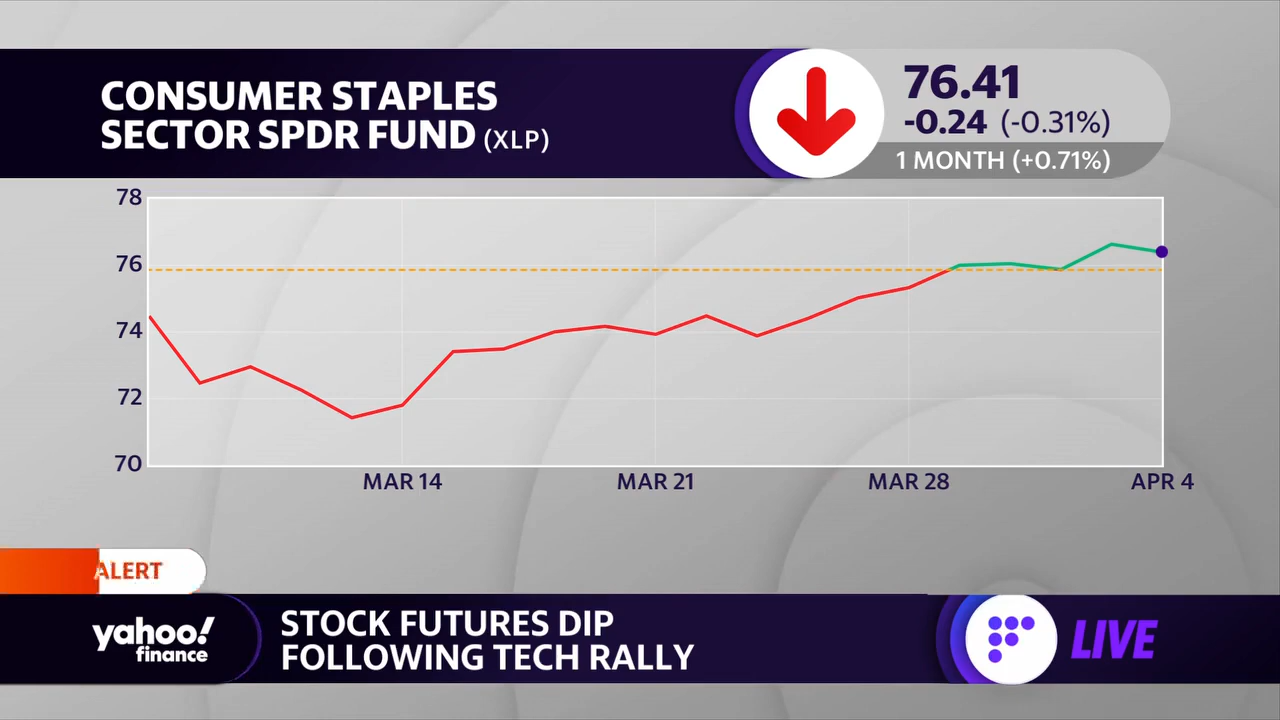 CONSUMER STAPLES
SECTOR SPDR FUND (XLP)
76.41
-0.24 (-0.31%)
1 MONTH (+0.71%)
78
76
74
72
70
MAR 14 MAR 21 MAR 28 APR 4
ALERT
yahoo!
finance
STOCK FUTURES DIP
FOLLOWING TECH RALLY
LIVE